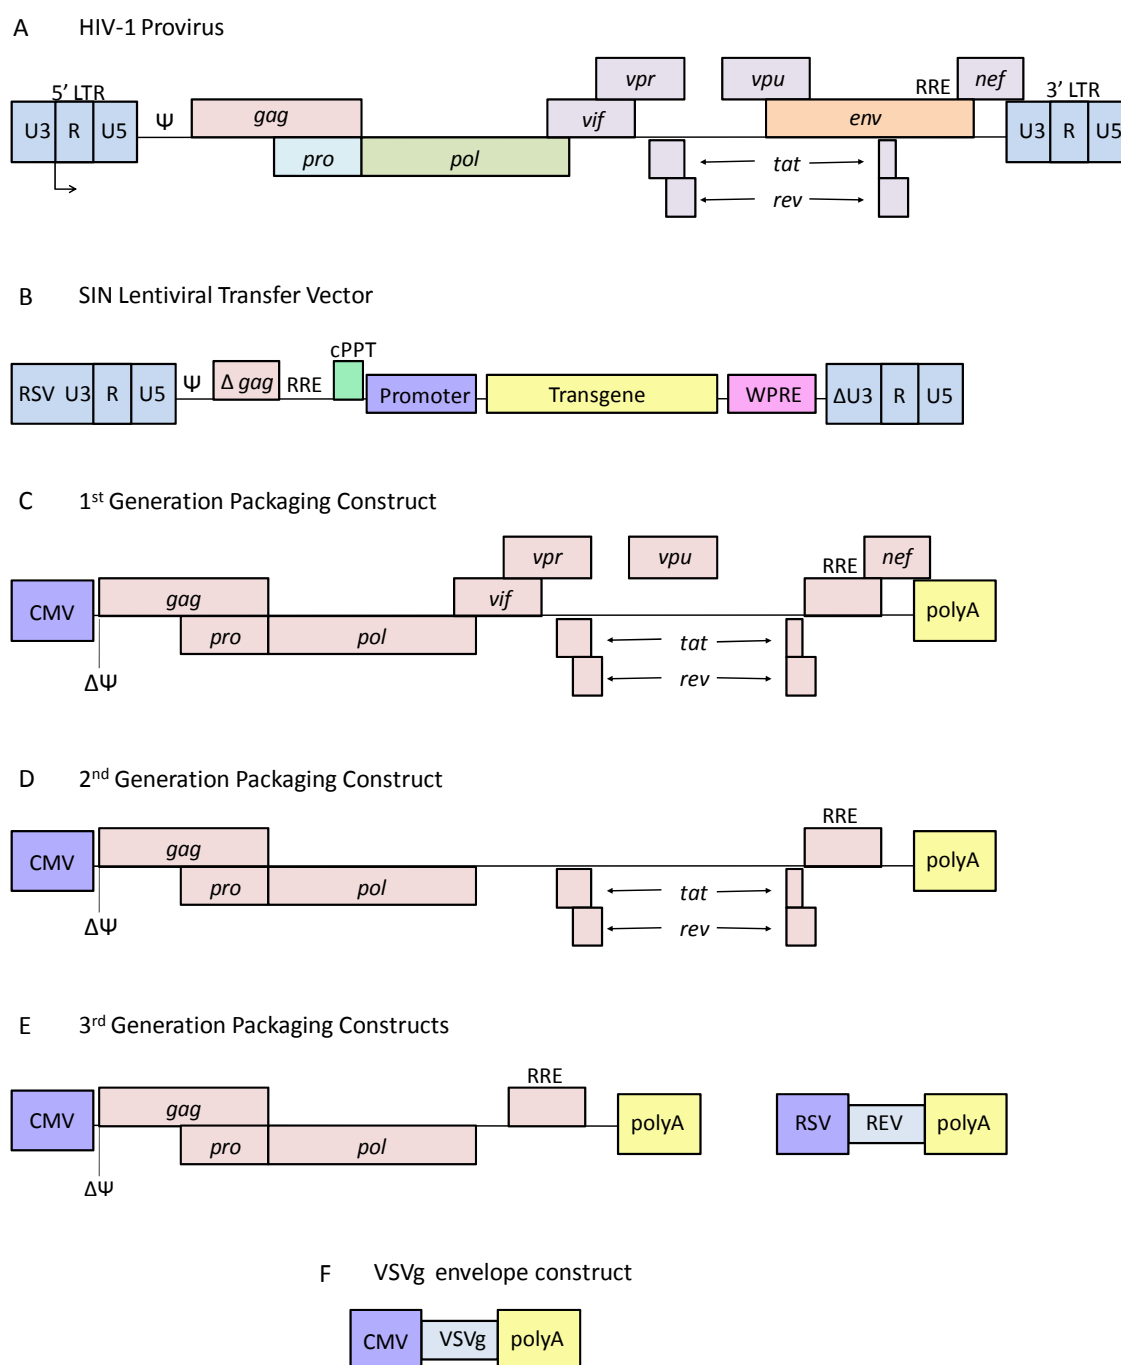 A HIV-1 Provirus
vpr vpu RRE nef
5’ LTR 3’ LTR
U3 R U5 Ψ gag vif env U3 R U5
pro pol tat
rev
B SIN Lentiviral Transfer Vector
cPPT
RSV U3 R U5 Ψ Δ gag RRE Promoter Transgene WPRE ΔU3 R U5
C 1st Generation Packaging Construct
vpr vpu RRE nef
CMV gag vif polyA
pro pol tat
ΔΨ rev
D 2nd Generation Packaging Construct
RRE
CMV gag polyA
pro pol tat
ΔΨ rev
E 3rd Generation Packaging Constructs
RRE
CMV gag polyA RSV REV polyA
pro pol
ΔΨ
F VSVg envelope construct
CMV VSVg polyA